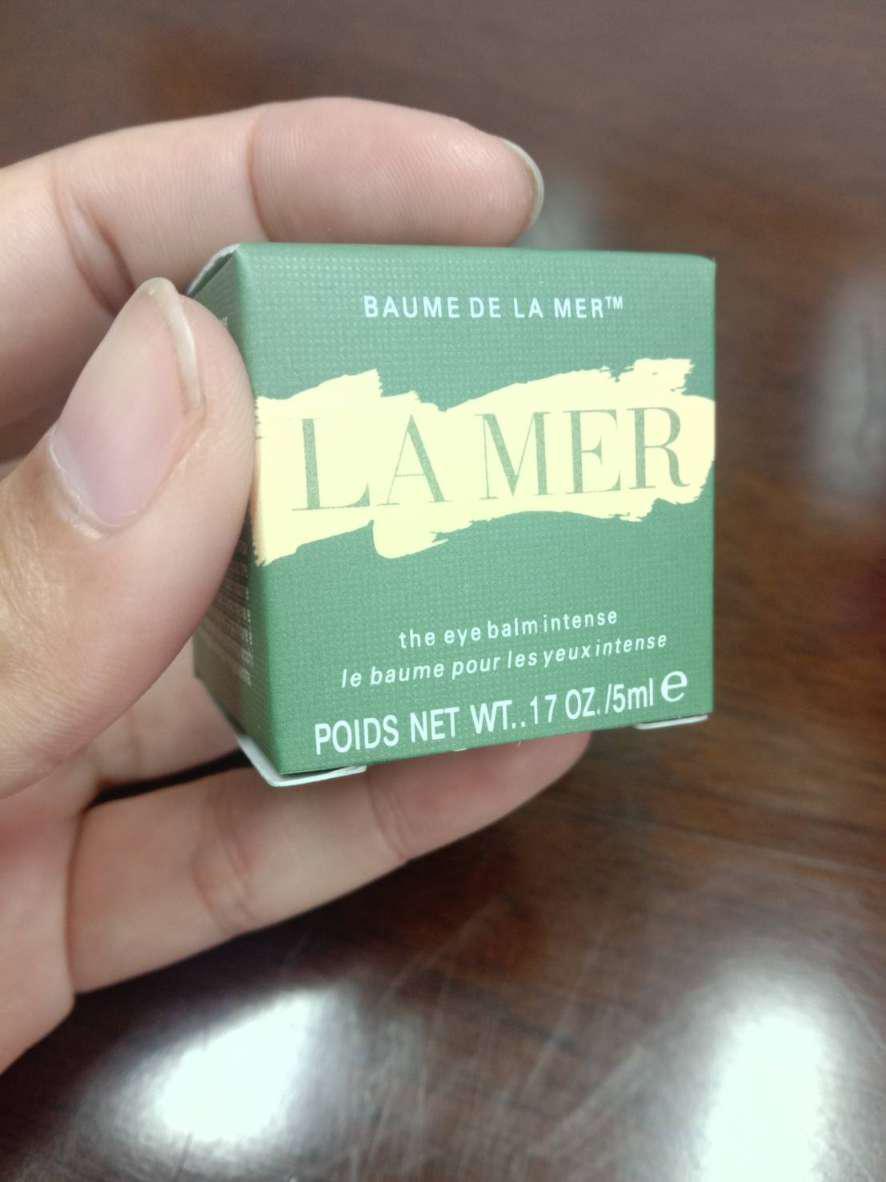 BAUME DE LA MER™
LA MER
the eye balm intense
le baume pour les yeux intense
POIDS NET WT..17 OZ./5ml e